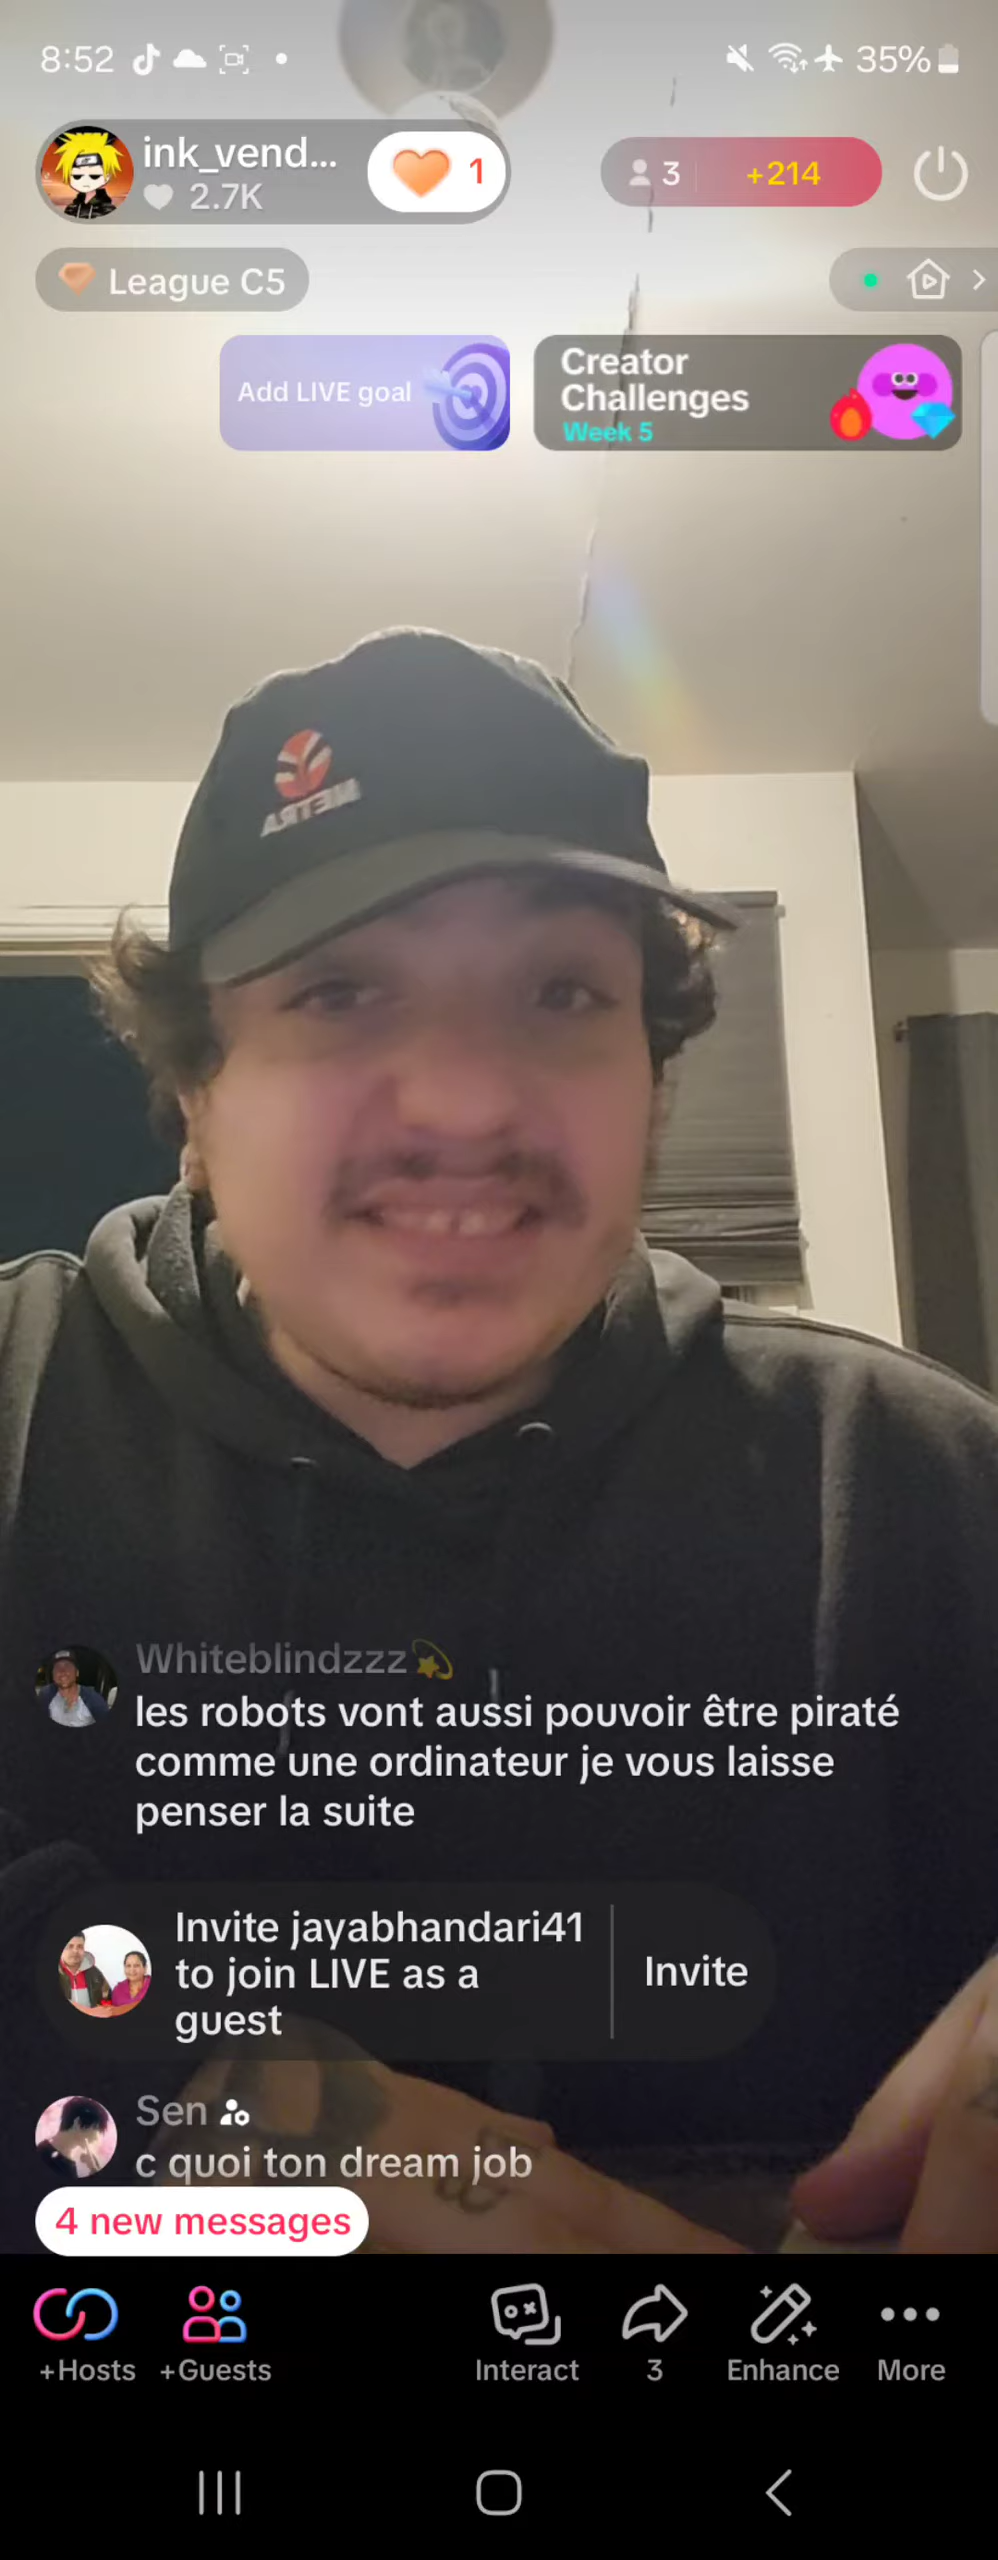 8:52
35%
ink_vend...
2.7K
1
3
+214
League C5
Add LIVE goal
Creator
Challenges
Week 5
METRA
Whiteblindzzz
les robots vont aussi pouvoir être piraté
comme une ordinateur je vous laisse
penser la suite
Invite jayabhandari41
to join LIVE as a
guest
Invite
Sen
c quoi ton dream job
4 new messages
+Hosts
+Guests
Interact
3
Enhance
More